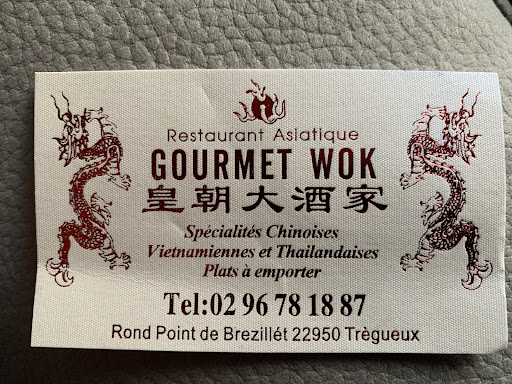 Restaurant Asiatique
GOURMET WOK
皇朝大酒家
Spécialités Chinoises
Vietnamiennes et Thailandaises
Plats à emporter
Tel:02 96 78 18 87
Rond Point de Brezillét 22950 Trègueux